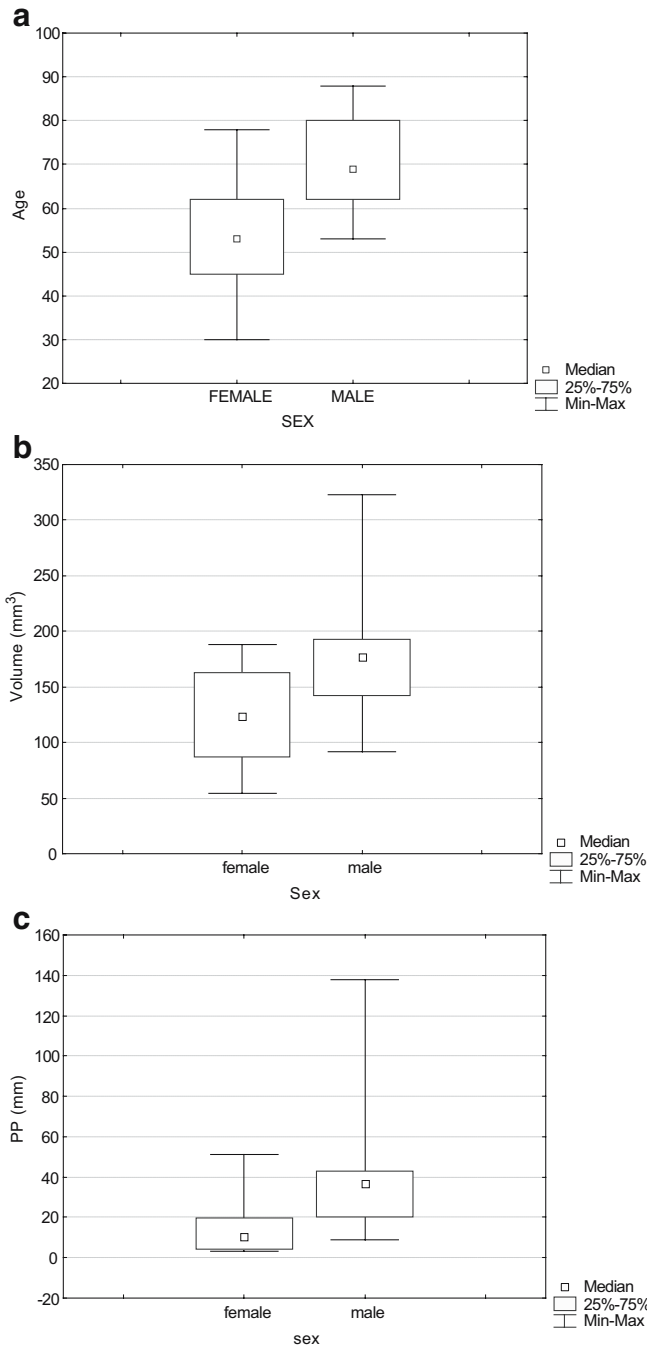 a
100
90
80
70
60
50
40
30
20
Age
FEMALE MALE
SEX
Median
25%-75%
Min-Max
b
350
300
250
200
150
100
50
0
Volume (mm³)
female male
Sex
Median
25%-75%
Min-Max
c
160
140
120
100
80
60
40
20
0
-20
PP (mm)
female male
sex
Median
25%-75%
Min-Max